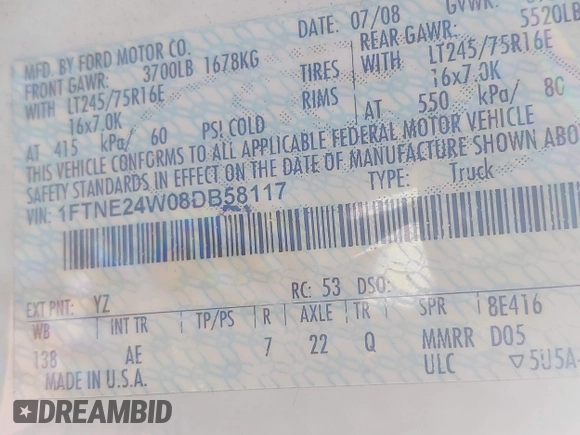 MFD. BY FORD MOTOR CO.
DATE: 07/08
GVWR:
FRONT GAWR: 3700LB 1678KG
REAR GAWR: 5520LB
WITH LT245/75R16E TIRES WITH LT245/75R16E
16x7.0K RIMS 16x7.0K
AT 415 kPa/ 60 PSI COLD AT 550 kPa/ 80
THIS VEHICLE CONFORMS TO ALL APPLICABLE FEDERAL MOTOR VEHICLE
SAFETY STANDARDS IN EFFECT ON THE DATE OF MANUFACTURE SHOWN ABO
VIN: 1FTNE24W08DB58117 TYPE: Truck
EXT PNT: YZ RC: 53 DSO:
WB INT TR TP/PS R AXLE TR SPR 8E416
138 AE 7 22 Q MMRR D05
MADE IN U.S.A. ULC ▽5U5A-
DREAMBID